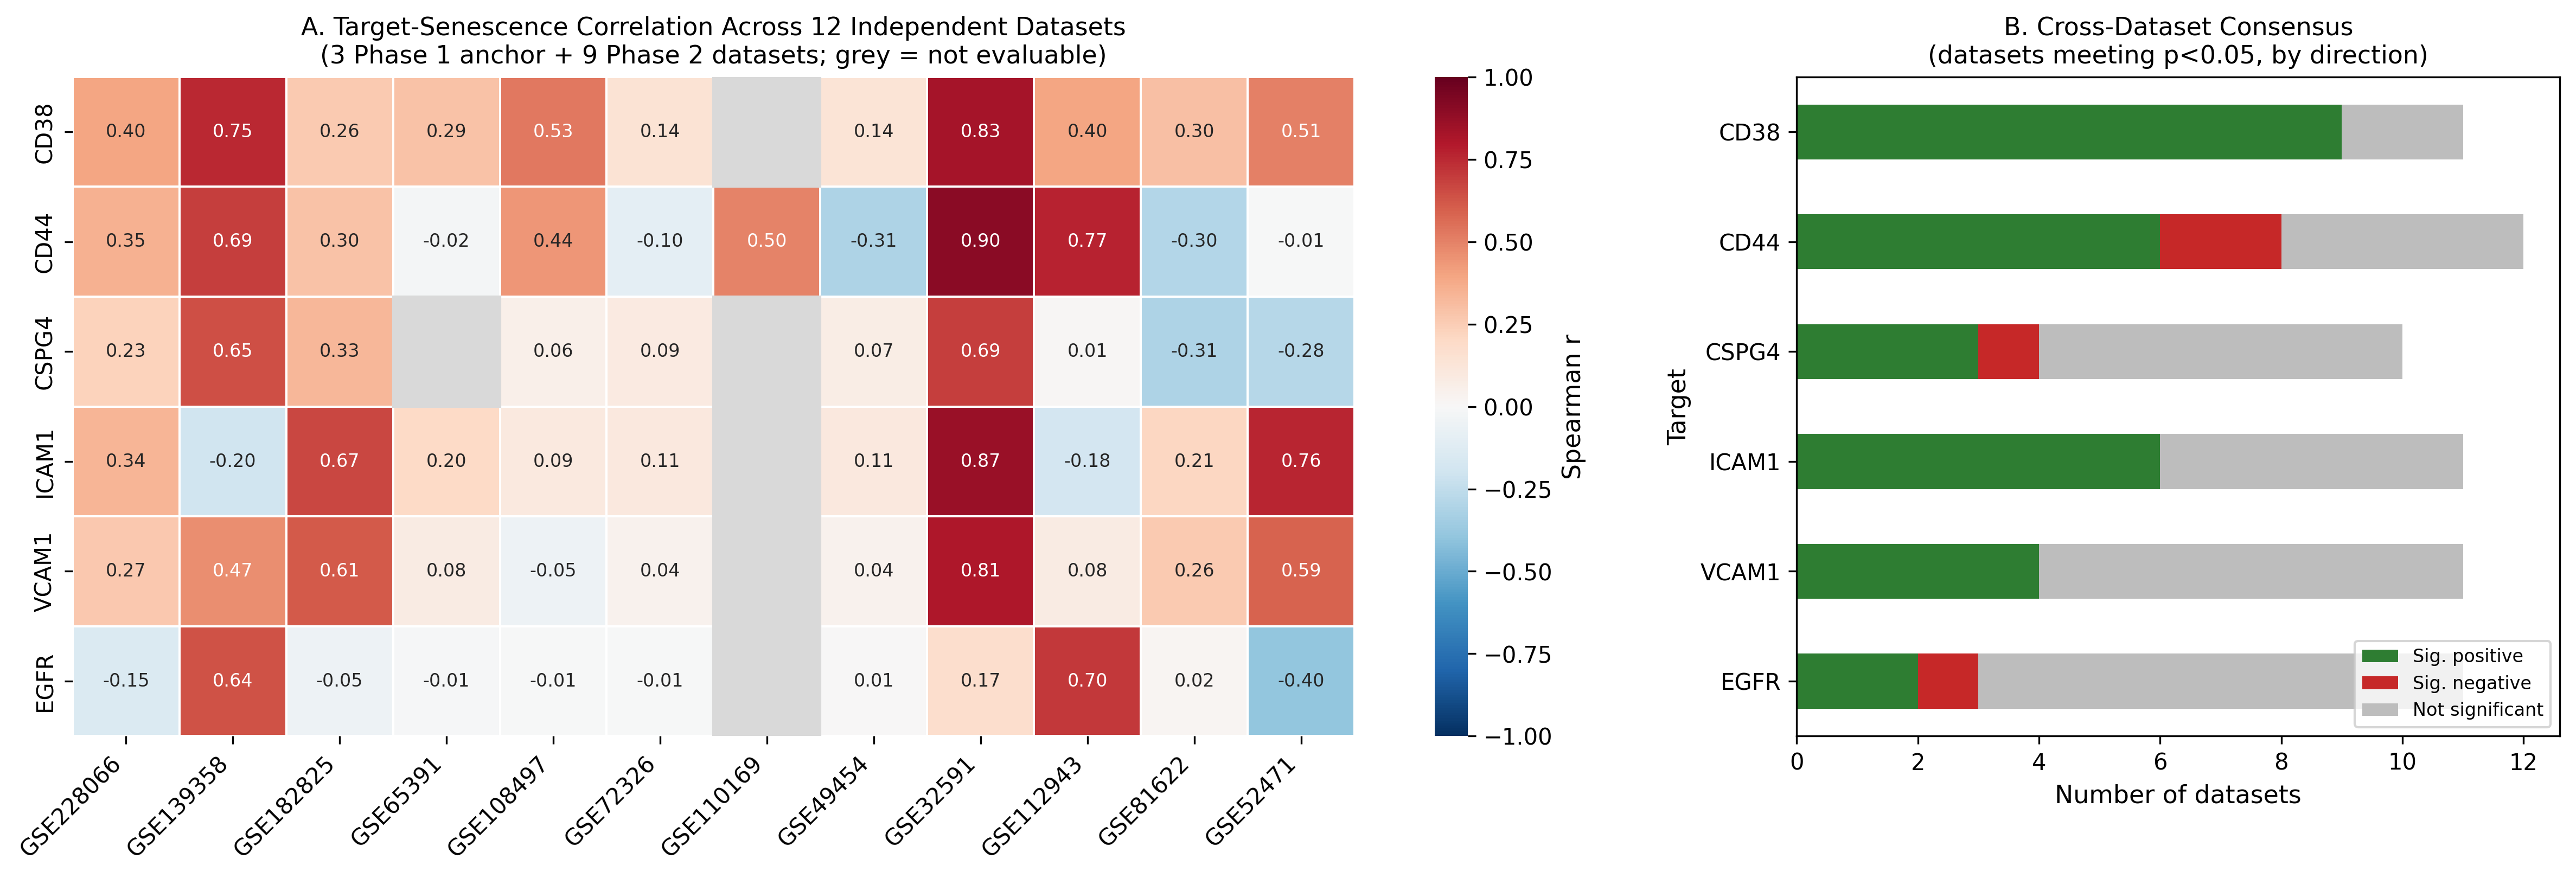 A. Target-Senescence Correlation Across 12 Independent Datasets
(3 Phase 1 anchor + 9 Phase 2 datasets; grey = not evaluable)
CD38
0.40 0.75 0.26 0.29 0.53 0.14 0.14 0.83 0.40 0.30 0.51
CD44
0.35 0.69 0.30 -0.02 0.44 -0.10 0.50 -0.31 0.90 0.77 -0.30 -0.01
CSPG4
0.23 0.65 0.33 0.06 0.09 0.07 0.69 0.01 -0.31 -0.28
ICAM1
0.34 -0.20 0.67 0.20 0.09 0.11 0.11 0.87 -0.18 0.21 0.76
VCAM1
0.27 0.47 0.61 0.08 -0.05 0.04 0.04 0.81 0.08 0.26 0.59
EGFR
-0.15 0.64 -0.05 -0.01 -0.01 -0.01 0.01 0.17 0.70 0.02 -0.40
GSE228066 GSE139358 GSE182825 GSE65391 GSE108497 GSE72326 GSE110169 GSE49454 GSE32591 GSE112943 GSE81622 GSE52471
1.00
0.75
0.50
0.25
0.00
−0.25
−0.50
−0.75
−1.00
Spearman r
B. Cross-Dataset Consensus
(datasets meeting p<0.05, by direction)
Target
CD38
CD44
CSPG4
ICAM1
VCAM1
EGFR
Sig. positive
Sig. negative
Not significant
0 2 4 6 8 10 12
Number of datasets